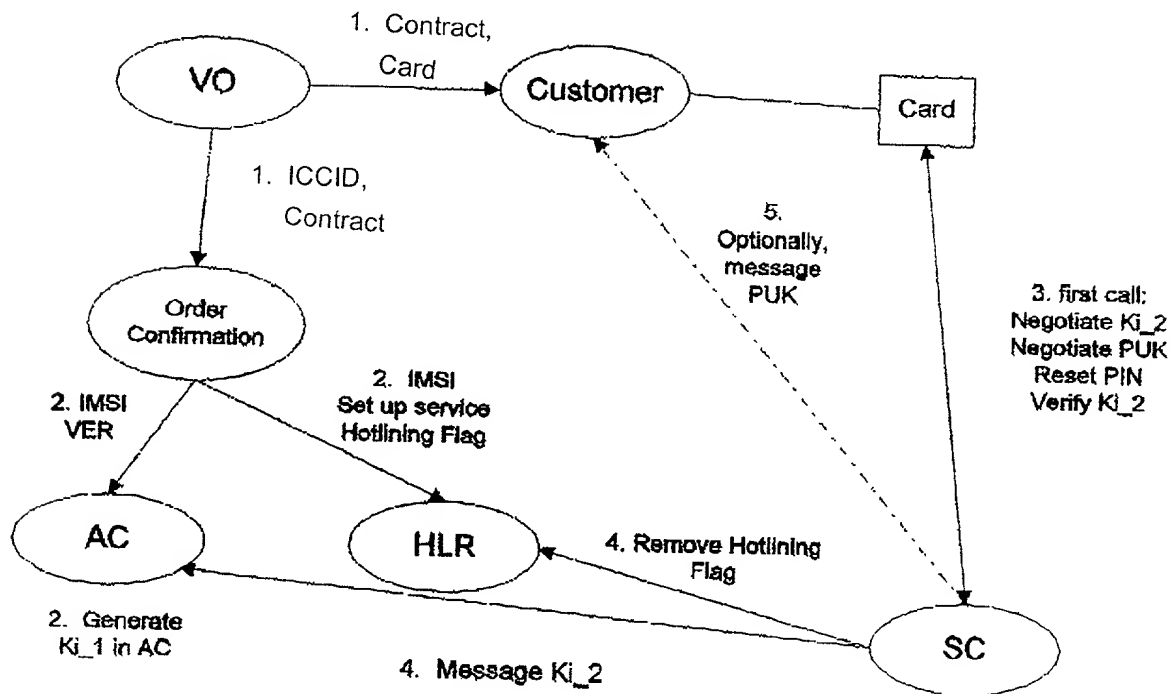 1. Contract,
Card
VO
Customer
Card
1. ICCID,
Contract
5.
Optionally,
message
PUK
Order
Confirmation
3. first call:
Negotiate Ki_2
Negotiate PUK
Reset PIN
Verify Ki_2
2. IMSI
VER
2. IMSI
Set up service
Hotlining Flag
AC
HLR
4. Remove Hotlining
Flag
2. Generate
Ki_1 in AC
SC
4. Message Ki_2